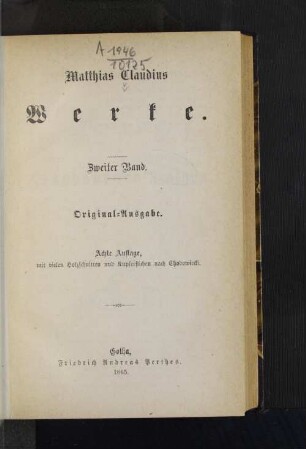 A 1946
10175
Matthias Claudius
Werke.
Zweiter Band.
Original=Ausgabe.
Achte Auflage,
mit vielen Holzschnitten und Kupferstichen nach Chodowiecki.
Gotha,
Friedrich Andreas Perthes.